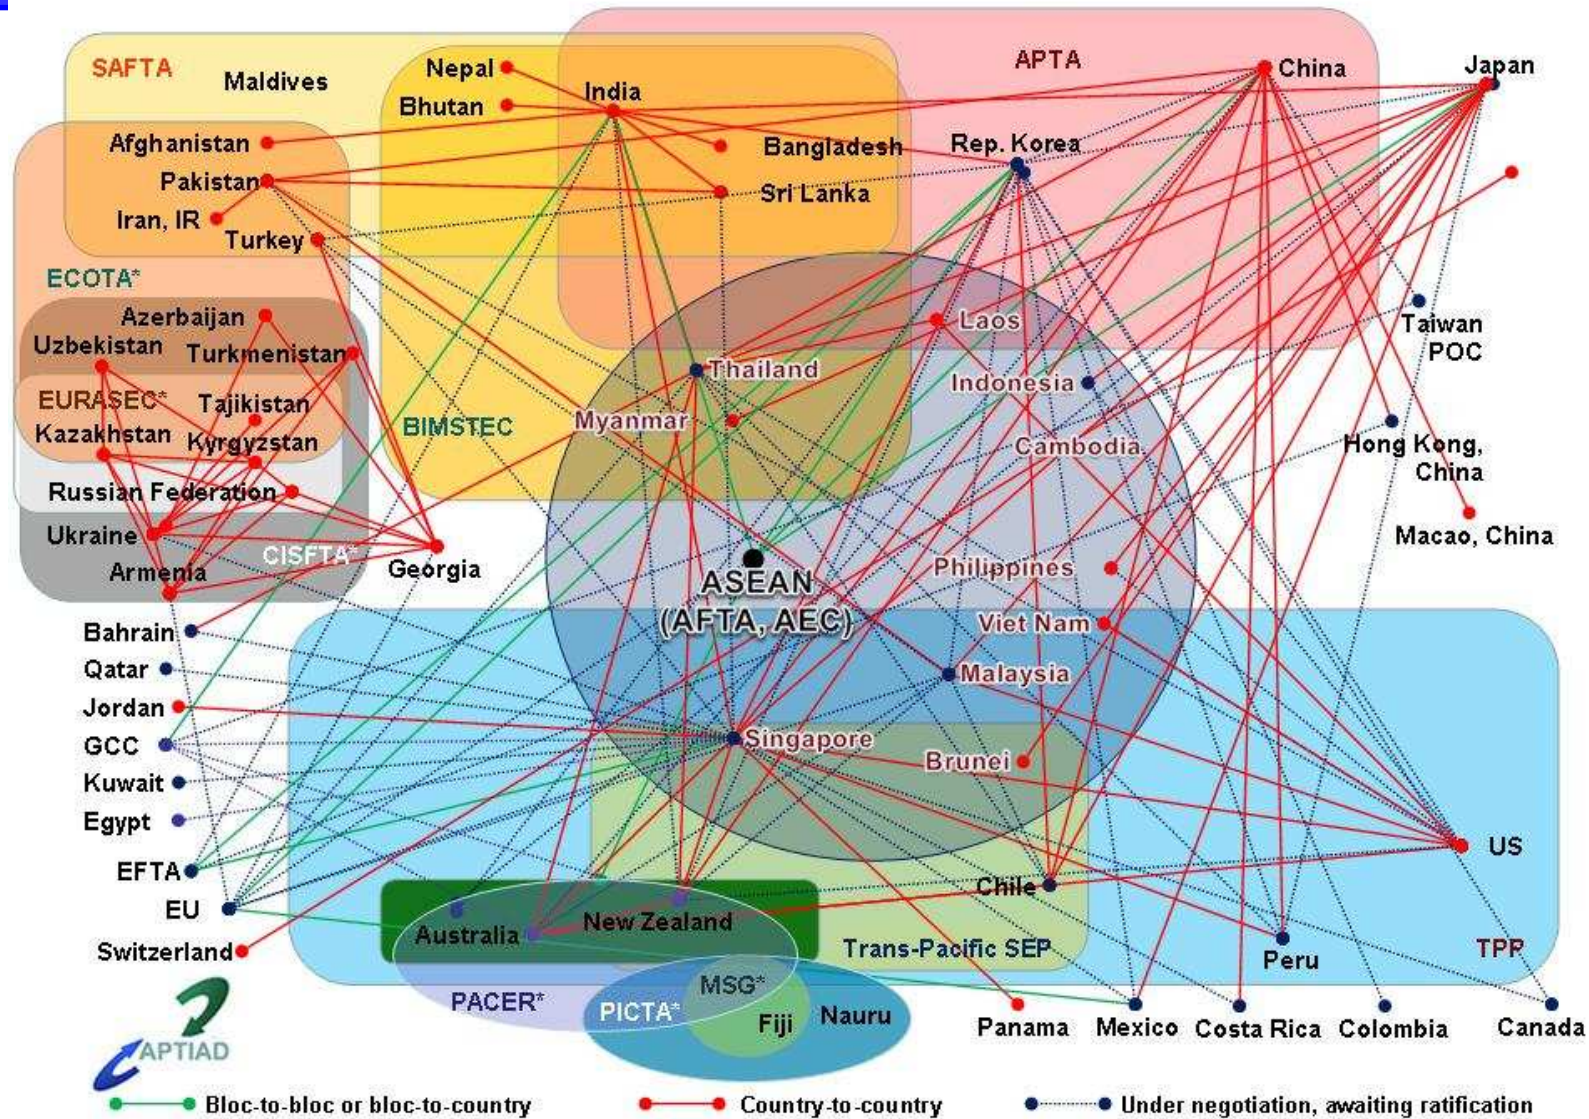 SAFTA
Maldives
Nepal
Bhutan
India
Bangladesh
Sri Lanka
APTA
Rep. Korea
China
Japan
Afghanistan
Pakistan
Iran, IR
Turkey
ECOTA*
Azerbaijan
Uzbekistan
Turkmenistan
EURASEC*
Tajikistan
Kazakhstan
Kyrgyzstan
Russian Federation
Ukraine
CISFTA*
Armenia
Georgia
BIMSTEC
Laos
Thailand
Indonesia
Myanmar
Cambodia
Taiwan
POC
Hong Kong,
China
Macao, China
Philippines
ASEAN
(AFTA, AEC)
Viet Nam
Malaysia
Singapore
Brunei
Bahrain
Qatar
Jordan
GCC
Kuwait
Egypt
EFTA
EU
Switzerland
US
Chile
New Zealand
Australia
Trans-Pacific SEP
Peru
TPP
PACER*
PICTA*
MSG*
Fiji
Nauru
Panama
Mexico
Costa Rica
Colombia
Canada
APTIAD
Bloc-to-bloc or bloc-to-country
Country-to-country
Under negotiation, awaiting ratification